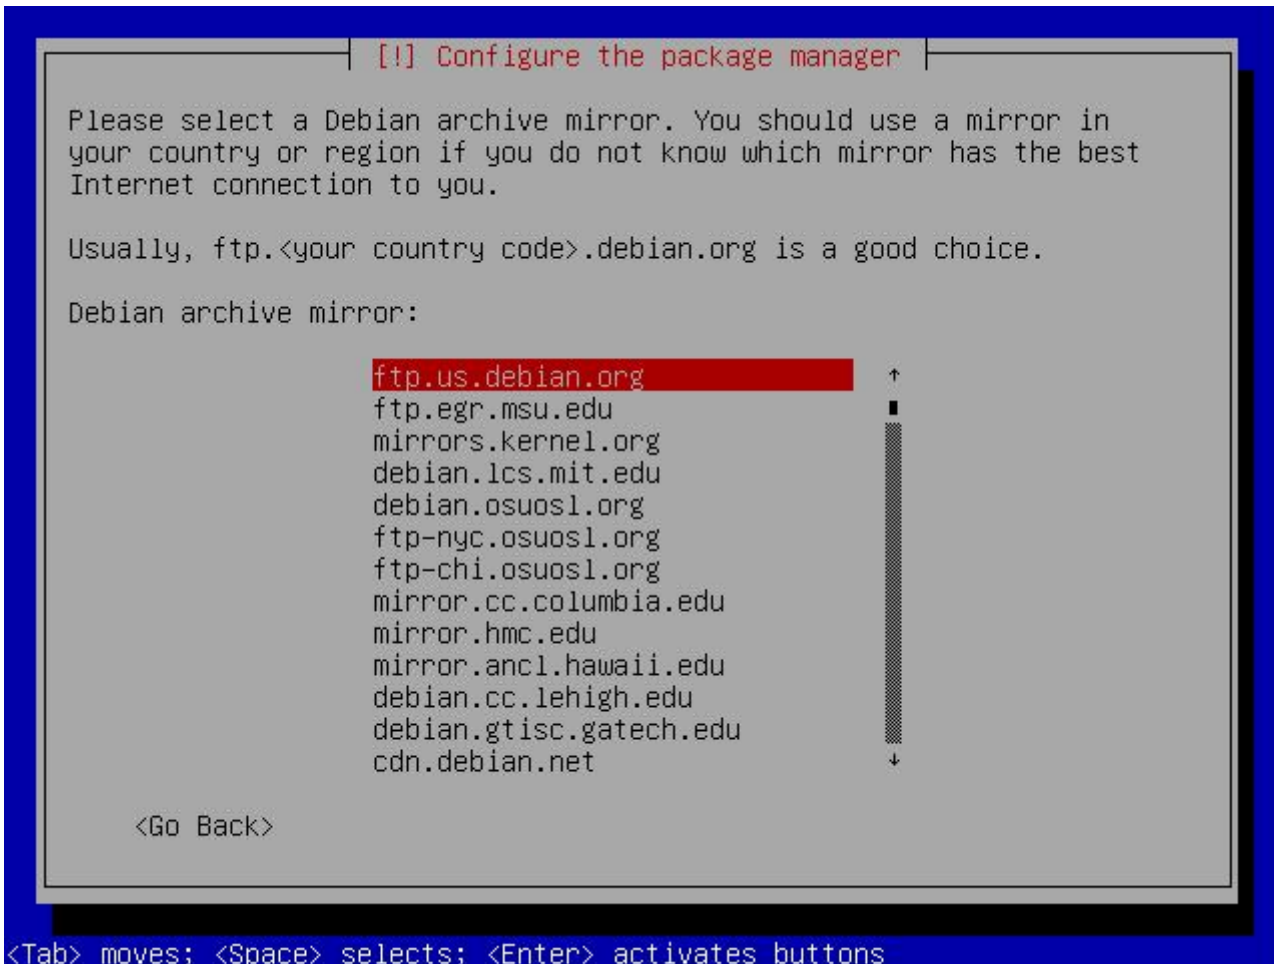 [!] Configure the package manager
Please select a Debian archive mirror. You should use a mirror in
your country or region if you do not know which mirror has the best
Internet connection to you.
Usually, ftp.<your country code>.debian.org is a good choice.
Debian archive mirror:
ftp.us.debian.org
ftp.egr.msu.edu
mirrors.kernel.org
debian.lcs.mit.edu
debian.osuosl.org
ftp-nyc.osuosl.org
ftp-chi.osuosl.org
mirror.cc.columbia.edu
mirror.hmc.edu
mirror.ancl.hawaii.edu
debian.cc.lehigh.edu
debian.gtisc.gatech.edu
cdn.debian.net
<Go Back>
<Tab> moves; <Space> selects; <Enter> activates buttons